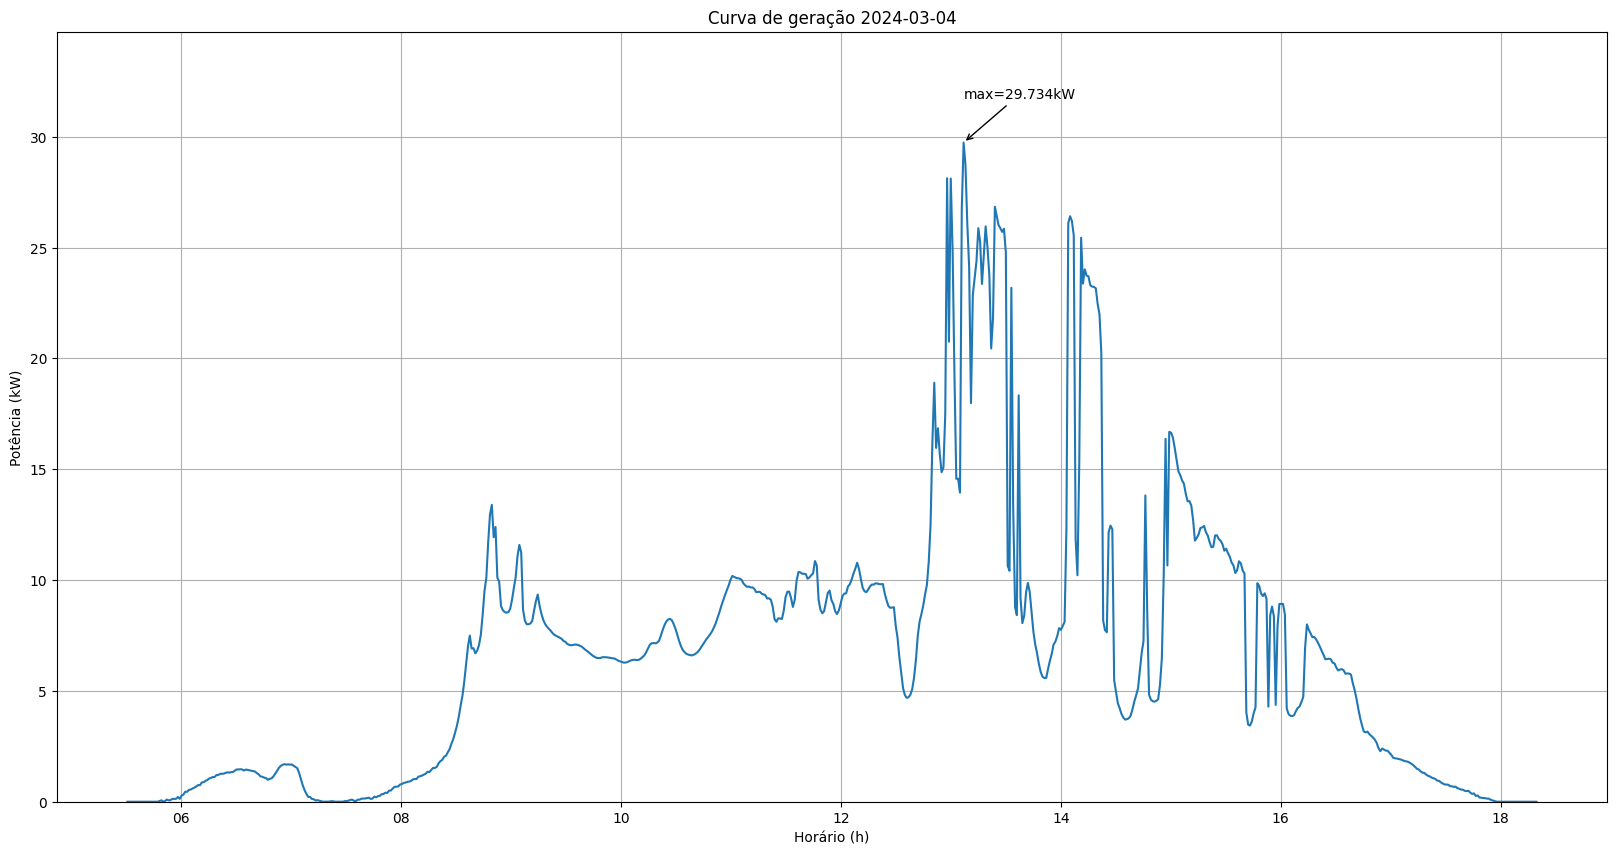 Curva de geração 2024-03-04
max=29.734kW
30
25
20
15
10
5
0
Potência (kW)
06 08 10 12 14 16 18
Horário (h)